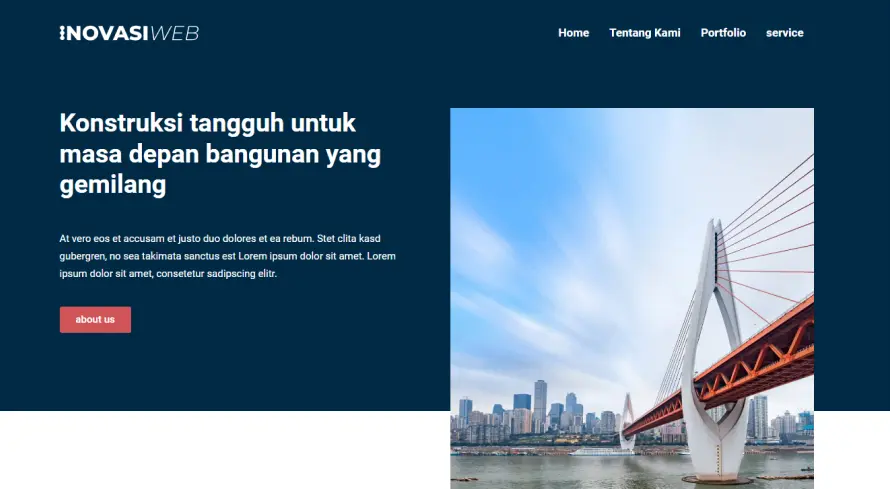 INOVASIWEB
Home Tentang Kami Portfolio service
Konstruksi tangguh untuk
masa depan bangunan yang
gemilang
At vero eos et accusam et justo duo dolores et ea rebum. Stet clita kasd
gubergren, no sea takimata sanctus est Lorem ipsum dolor sit amet. Lorem
ipsum dolor sit amet, consetetur sadipscing elitr.
about us